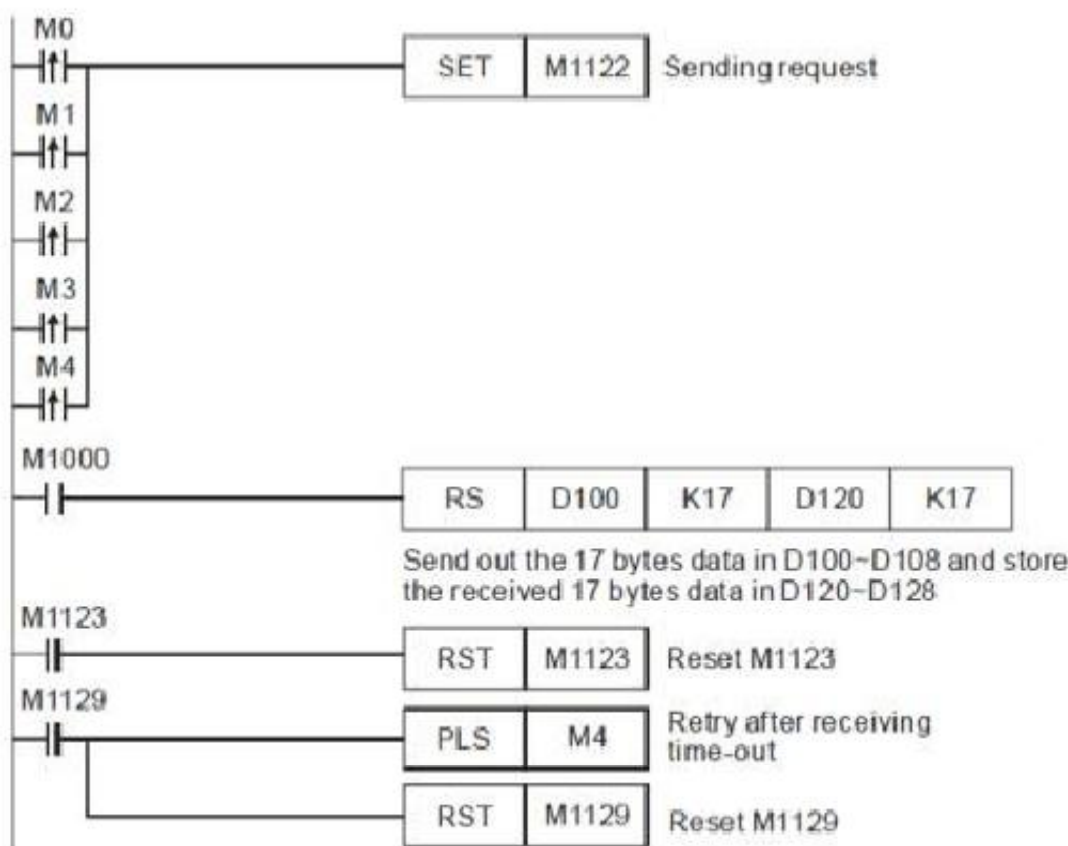 M0
SET M1122 Sending request
M1
M2
M3
M4
M1000
RS D100 K17 D120 K17
Send out the 17 bytes data in D100~D108 and store
the received 17 bytes data in D120~D128
M1123
RST M1123 Reset M1123
M1129
PLS M4 Retry after receiving
time-out
RST M1129 Reset M1129